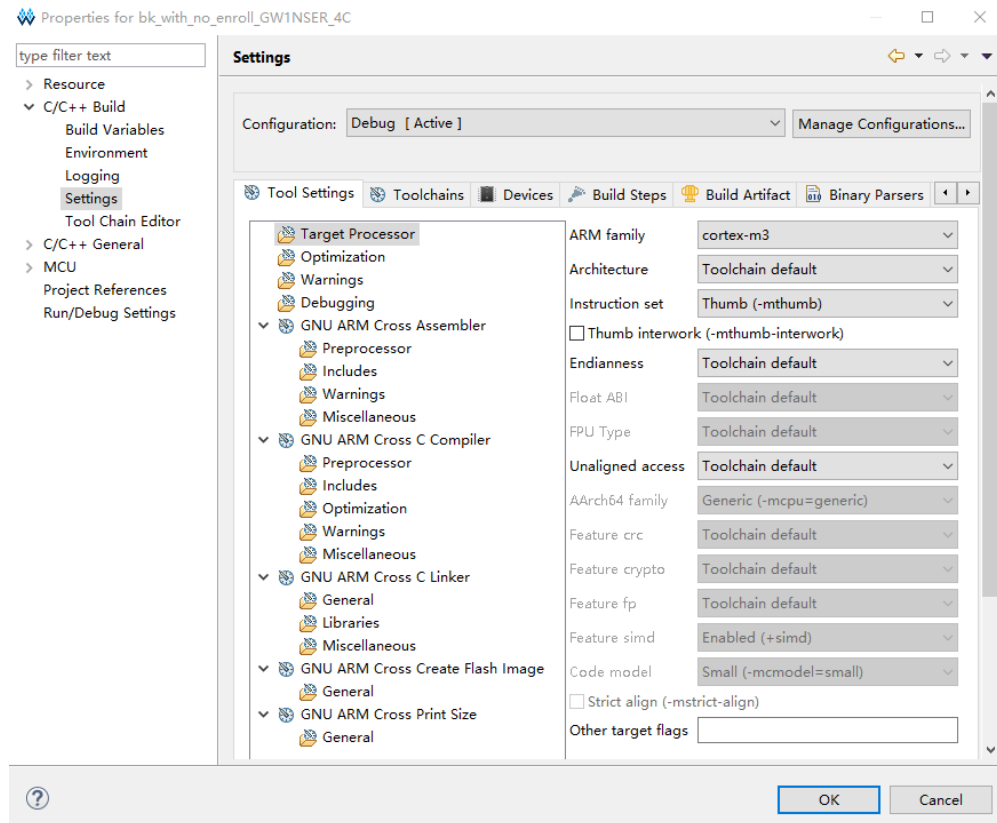 Properties for bk_with_no_enroll_GW1NSER_4C
type filter text
Resource
C/C++ Build
Build Variables
Environment
Logging
Settings
Tool Chain Editor
C/C++ General
MCU
Project References
Run/Debug Settings
Settings
Configuration: Debug [ Active ] Manage Configurations...
Tool Settings Toolchains Devices Build Steps Build Artifact Binary Parsers
Target Processor
Optimization
Warnings
Debugging
GNU ARM Cross Assembler
Preprocessor
Includes
Warnings
Miscellaneous
GNU ARM Cross C Compiler
Preprocessor
Includes
Optimization
Warnings
Miscellaneous
GNU ARM Cross C Linker
General
Libraries
Miscellaneous
GNU ARM Cross Create Flash Image
General
GNU ARM Cross Print Size
General
ARM family cortex-m3
Architecture Toolchain default
Instruction set Thumb (-mthumb)
Thumb interwork (-mthumb-interwork)
Endianness Toolchain default
Float ABI Toolchain default
FPU Type Toolchain default
Unaligned access Toolchain default
AArch64 family Generic (-mcpu=generic)
Feature crc Toolchain default
Feature crypto Toolchain default
Feature fp Toolchain default
Feature simd Enabled (+simd)
Code model Small (-mcmodel=small)
Strict align (-mstrict-align)
Other target flags
OK Cancel